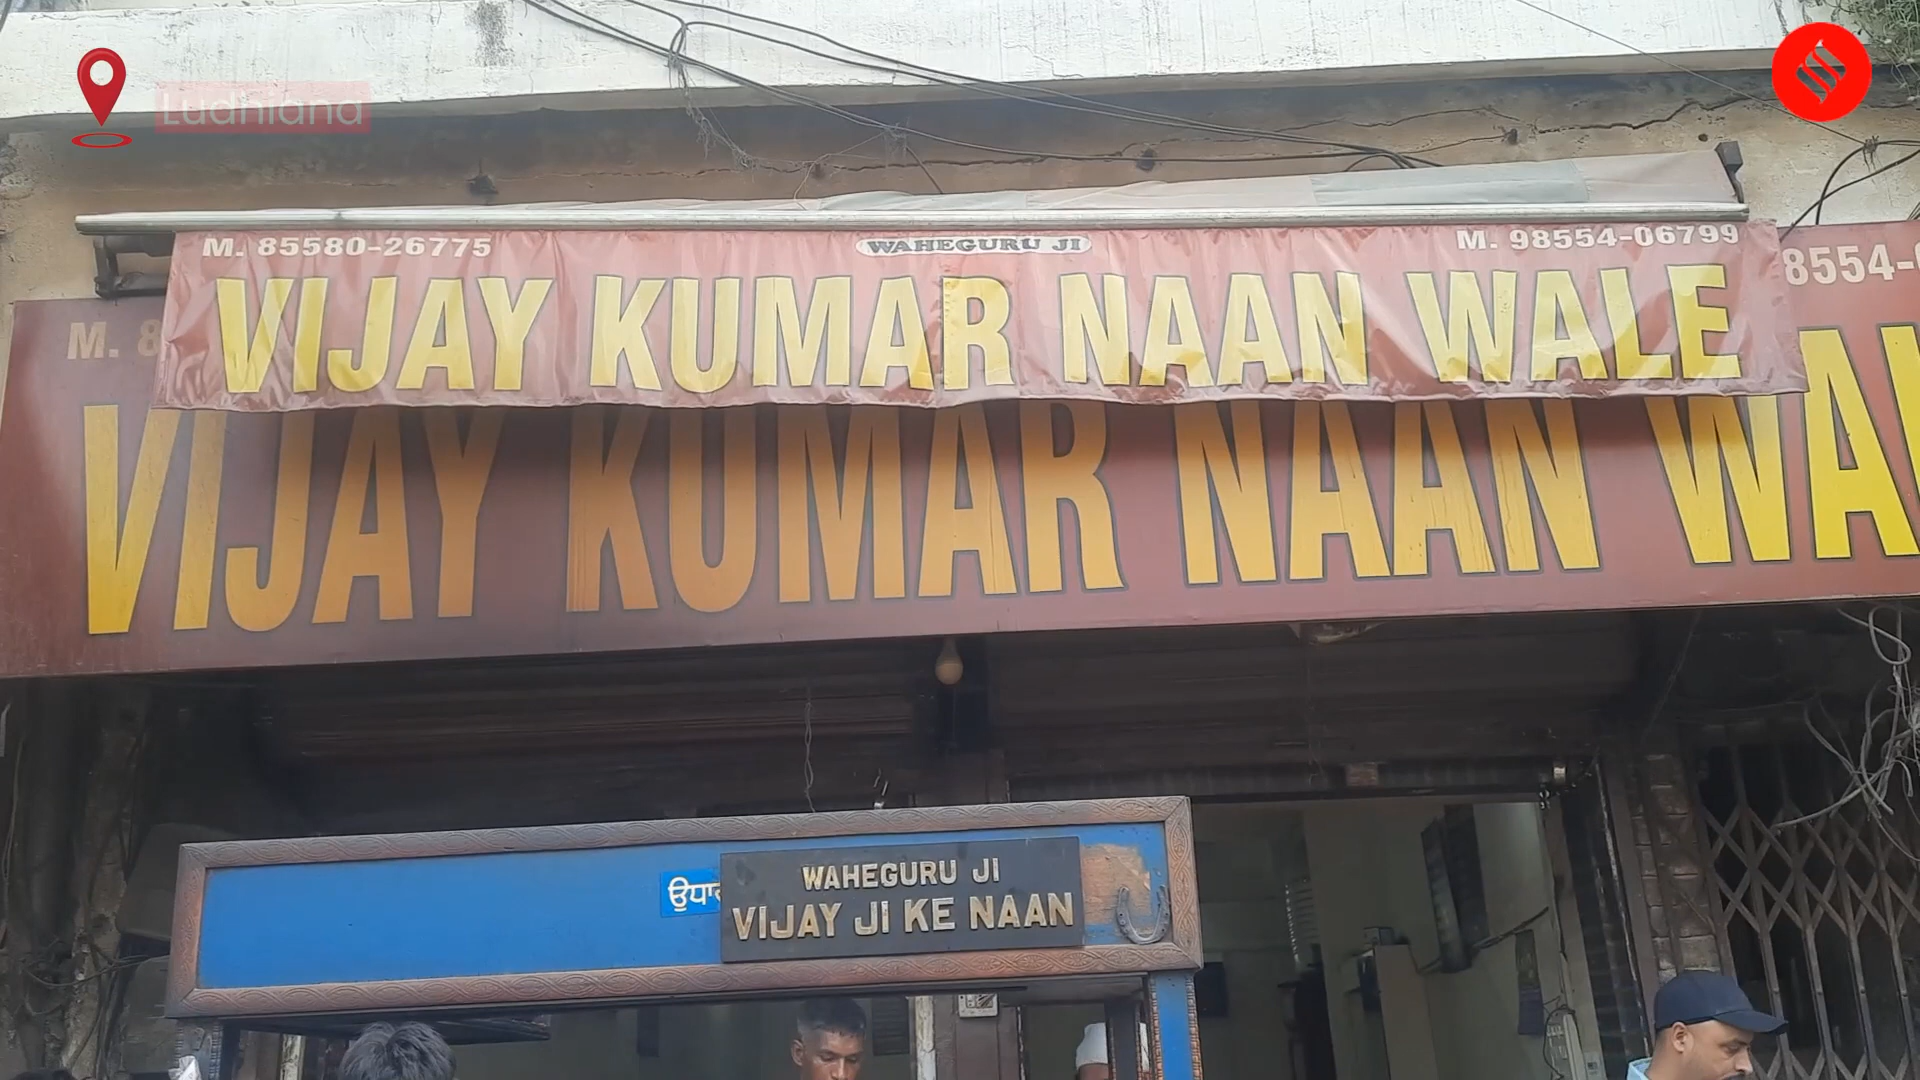 Ludhiana
M. 85580-26775
WAHEGURU JI
M. 98554-06799
VIJAY KUMAR NAAN WALE
M. 8
8554-
VIJAY KUMAR NAAN WA
WAHEGURU JI
VIJAY JI KE NAAN